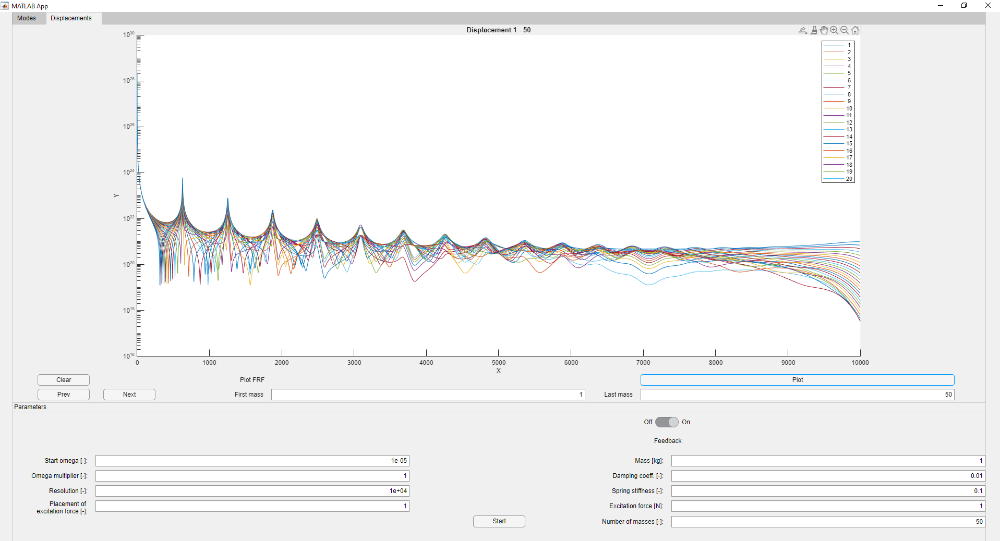 MATLAB App
Modes
Displacements
Displacement 1 - 50
10^30
10^28
10^26
10^24
10^22
10^20
10^18
10^16
Y
0 1000 2000 3000 4000 5000 6000 7000 8000 9000 10000
X
1
2
3
4
5
6
7
8
9
10
11
12
13
14
15
16
17
18
19
20
Clear
Plot FRF
Plot
Prev
Next
First mass 1
Last mass 50
Parameters
Off On
Feedback
Start omega [-]: 1e-05
Omega multiplier [-]: 1
Resolution [-]: 1e+04
Placement of
excitation force [-]: 1
Start
Mass [kg]: 1
Damping coeff. [-]: 0.01
Spring stiffness [-]: 0.1
Excitation force [N]: 1
Number of masses [-]: 50